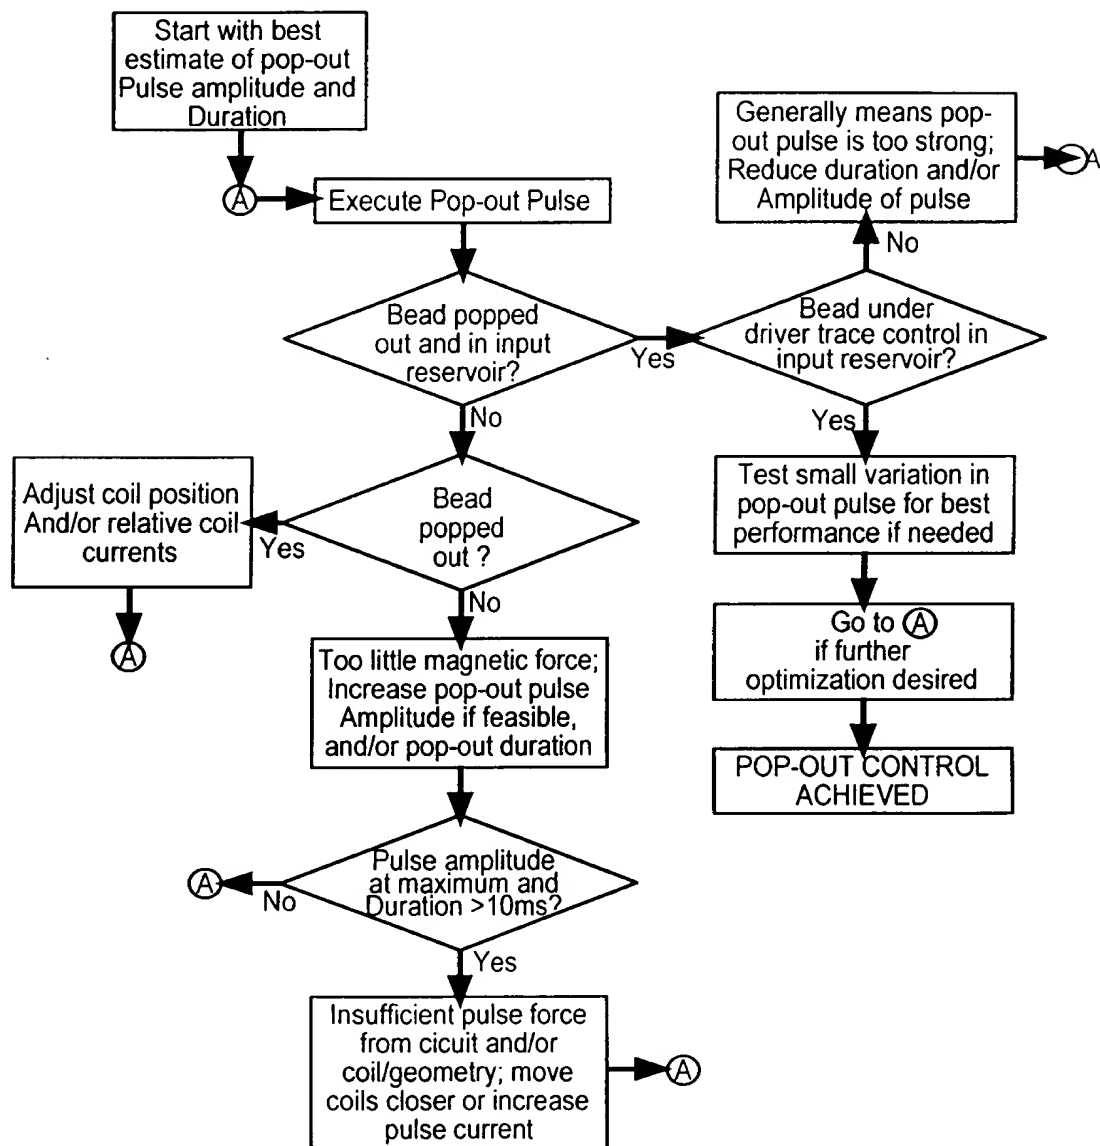 Start with best
estimate of pop-out
Pulse amplitude and
Duration
A
Execute Pop-out Pulse
Bead popped
out and in input
reservoir?
Yes
No
Generally means pop-
out pulse is too strong;
Reduce duration and/or
Amplitude of pulse
A
No
Bead under
driver trace control in
input reservoir?
Yes
Test small variation in
pop-out pulse for best
performance if needed
Go to A
if further
optimization desired
POP-OUT CONTROL
ACHIEVED
Bead
popped
out ?
Yes
Adjust coil position
And/or relative coil
currents
A
No
Too little magnetic force;
Increase pop-out pulse
Amplitude if feasible,
and/or pop-out duration
Pulse amplitude
at maximum and
Duration >10ms?
No
A
Yes
Insufficient pulse force
from cicuit and/or
coil/geometry; move
coils closer or increase
pulse current
A